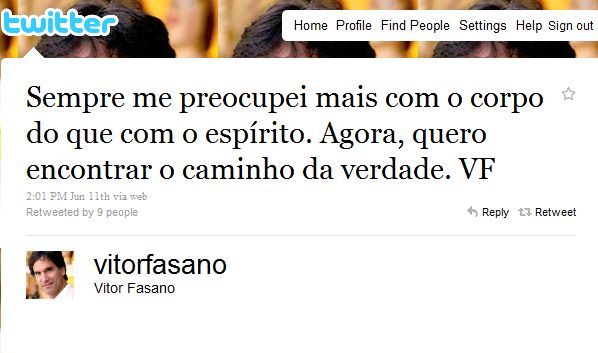 twitter
Home Profile Find People Settings Help Sign out
Sempre me preocupei mais com o corpo
do que com o espírito. Agora, quero
encontrar o caminho da verdade. VF
2:01 PM Jun 11th via web
Retweeted by 9 people
Reply Retweet
vitorfasano
Vitor Fasano